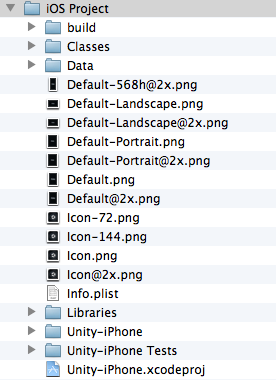 iOS Project
build
Classes
Data
Default-568h@2x.png
Default-Landscape.png
Default-Landscape@2x.png
Default-Portrait.png
Default-Portrait@2x.png
Default.png
Default@2x.png
Icon-72.png
Icon-144.png
Icon.png
Icon@2x.png
Info.plist
Libraries
Unity-iPhone
Unity-iPhone Tests
Unity-iPhone.xcodeproj